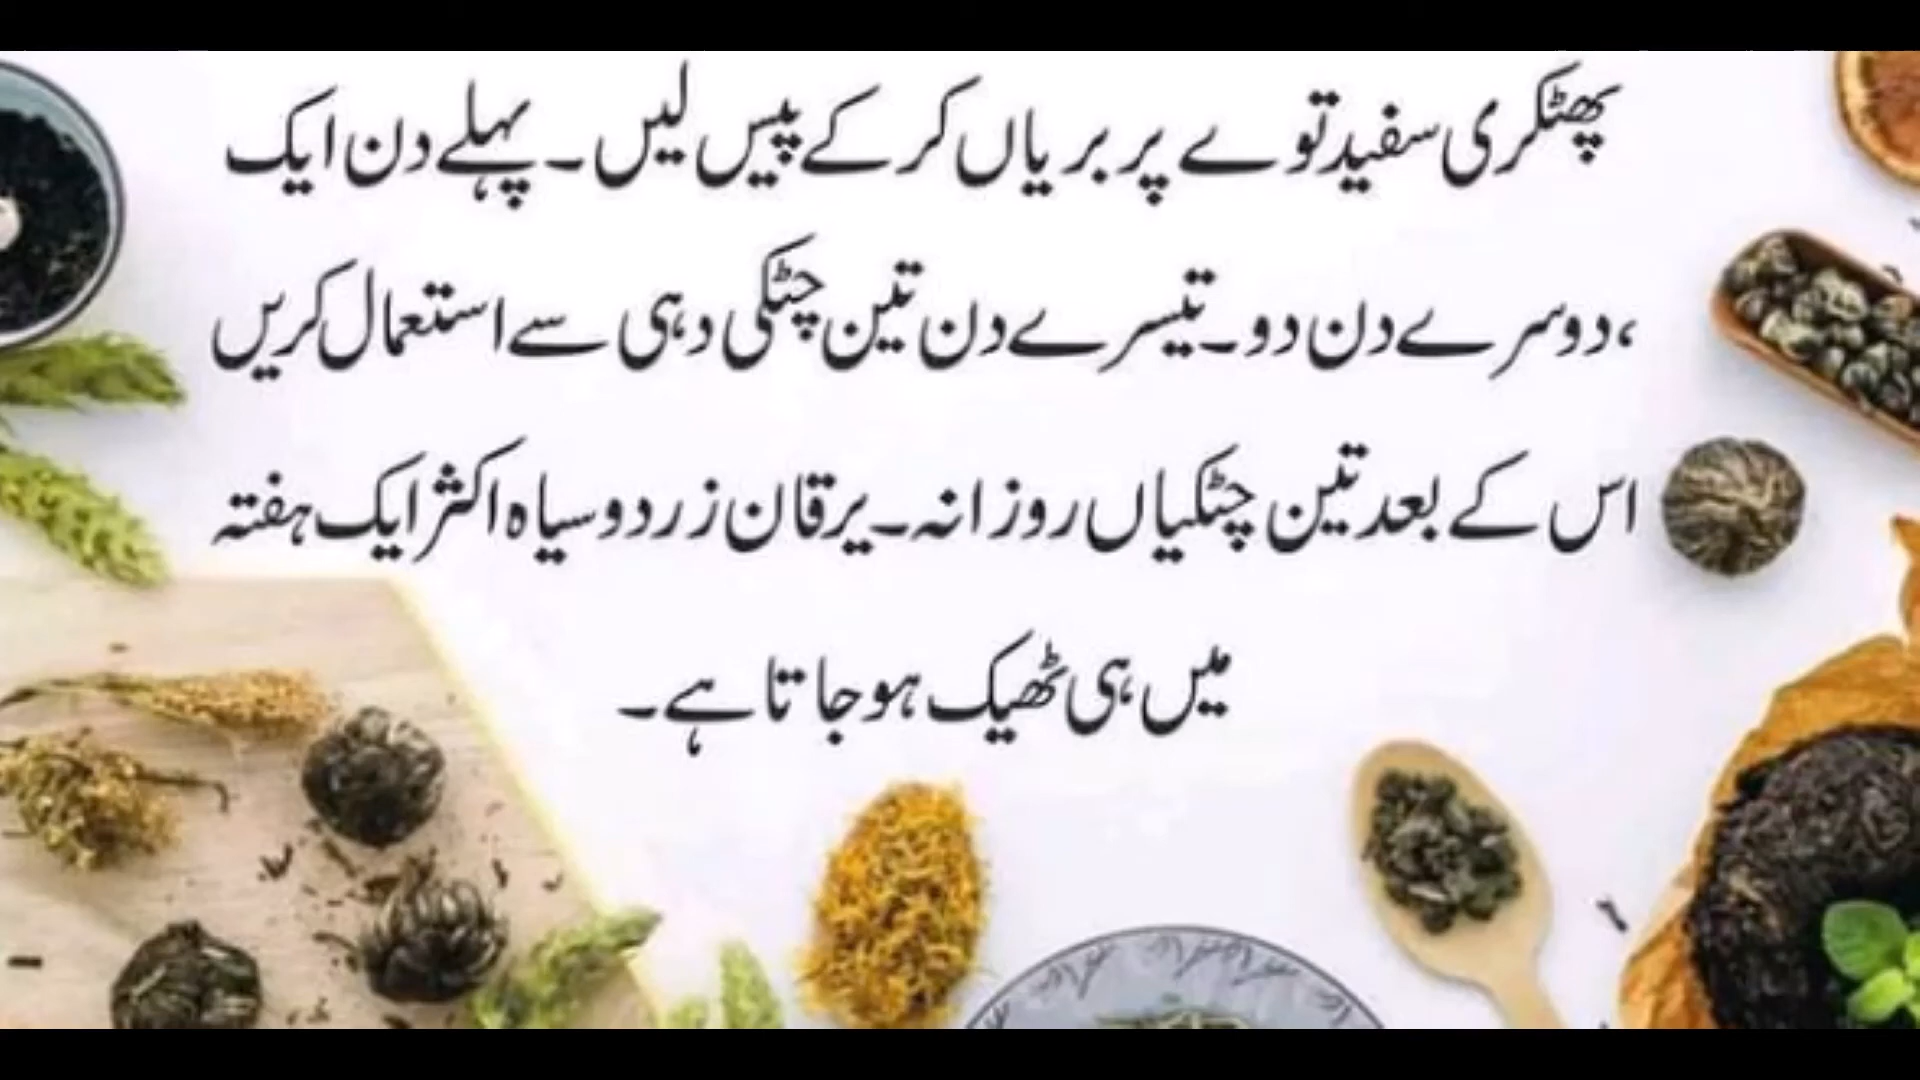 پھٹکری سفید توے پر بریاں کر کے پیس لیں۔ پہلے دن ایک
،دوسرے دن دو۔ تیسرے دن تین چٹکی دہی سے استعمال کریں
اس کے بعد تین چٹکیاں روزانہ۔ یرقان زرد و سیاہ اکثر ایک ہفتہ
میں ہی ٹھیک ہو جاتا ہے۔